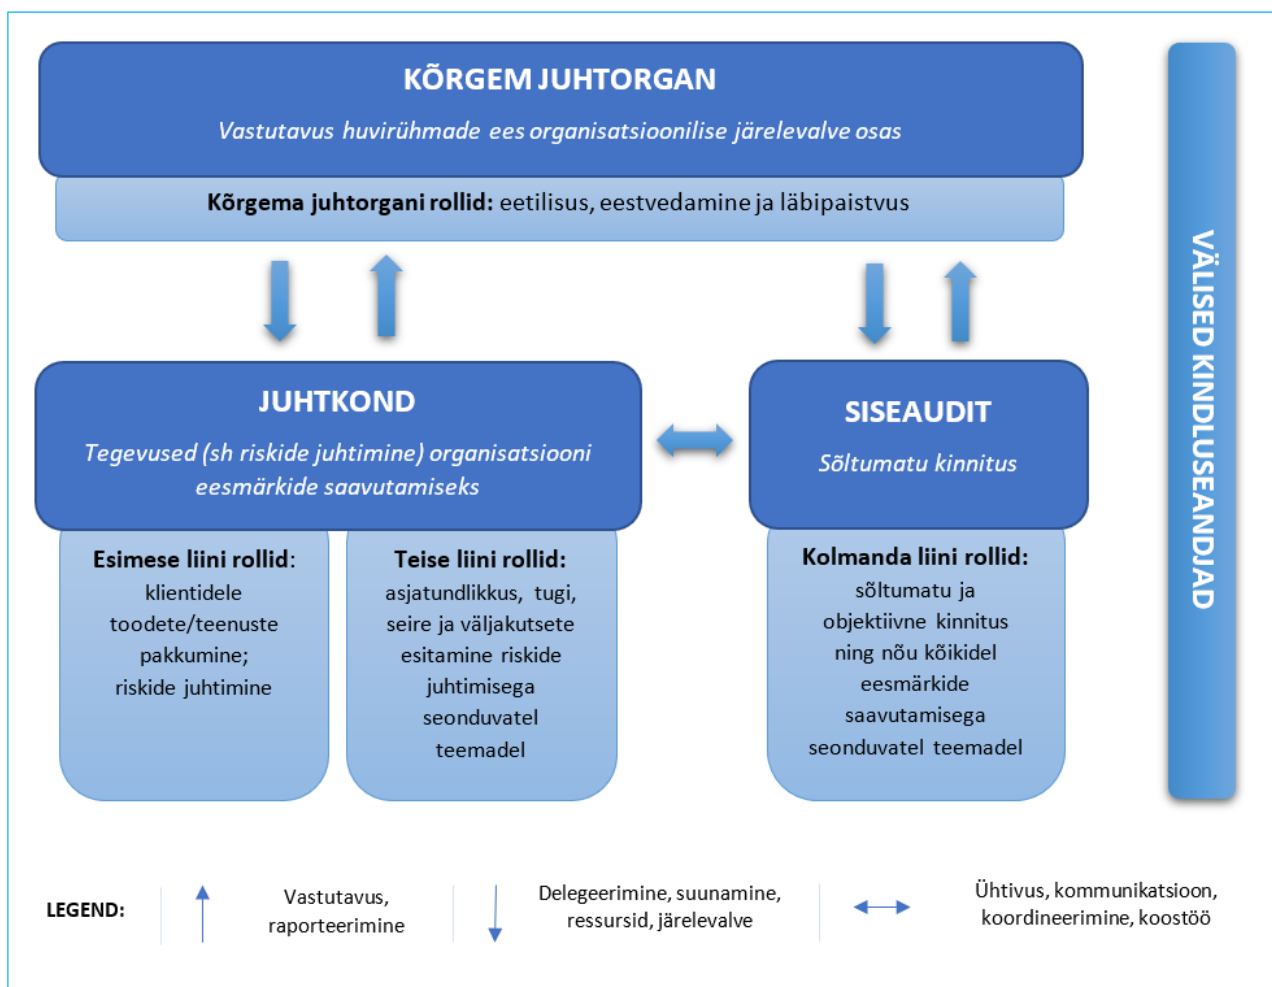 KÕRGEM JUHTORGAN
Vastutavus huvirühmade ees organisatsioonilise järelevalve osas
Kõrgema juhtorgani rollid: eetilisus, eestvedamine ja läbipaistvus
JUHTKOND
Tegevused (sh riskide juhtimine) organisatsiooni
eesmärkide saavutamiseks
Esimese liini rollid:
klientidele
toodete/teenuste
pakkumine;
riskide juhtimine
Teise liini rollid:
asjatundlikkus, tugi,
seire ja väljakutsete
esitamine riskide
juhtimisega
seonduvatel
teemadel
SISEAUDIT
Sõltumatu kinnitus
Kolmanda liini rollid:
sõltumatu ja
objektiivne kinnitus
ning nõu kõikidel
eesmärkide
saavutamisega
seonduvatel teemadel
VÄLISED KINDLUSEANDJAD
LEGEND:
Vastutavus,
raporteerimine
Delegeerimine, suunamine,
ressursid, järelevalve
Ühtivus, kommunikatsioon,
koordineerimine, koostöö